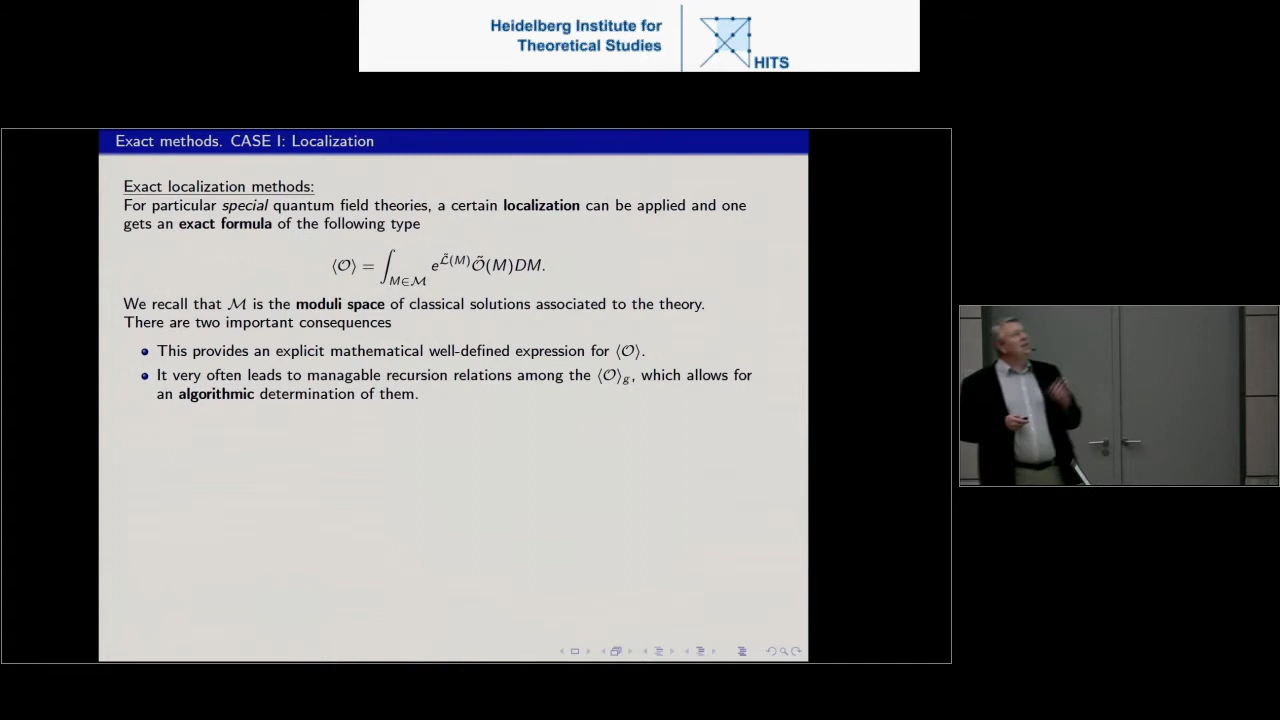 Heidelberg Institute for
Theoretical Studies
HITS
Exact methods. CASE I: Localization
Exact localization methods:
For particular special quantum field theories, a certain localization can be applied and one
gets an exact formula of the following type
⟨𝒪⟩ = ∫_{M∈ℳ} e^{ℒ̃(M)} 𝒪̃(M)DM.
We recall that ℳ is the moduli space of classical solutions associated to the theory.
There are two important consequences
This provides an explicit mathematical well-defined expression for ⟨𝒪⟩.
It very often leads to managable recursion relations among the ⟨𝒪⟩_g, which allows for
an algorithmic determination of them.